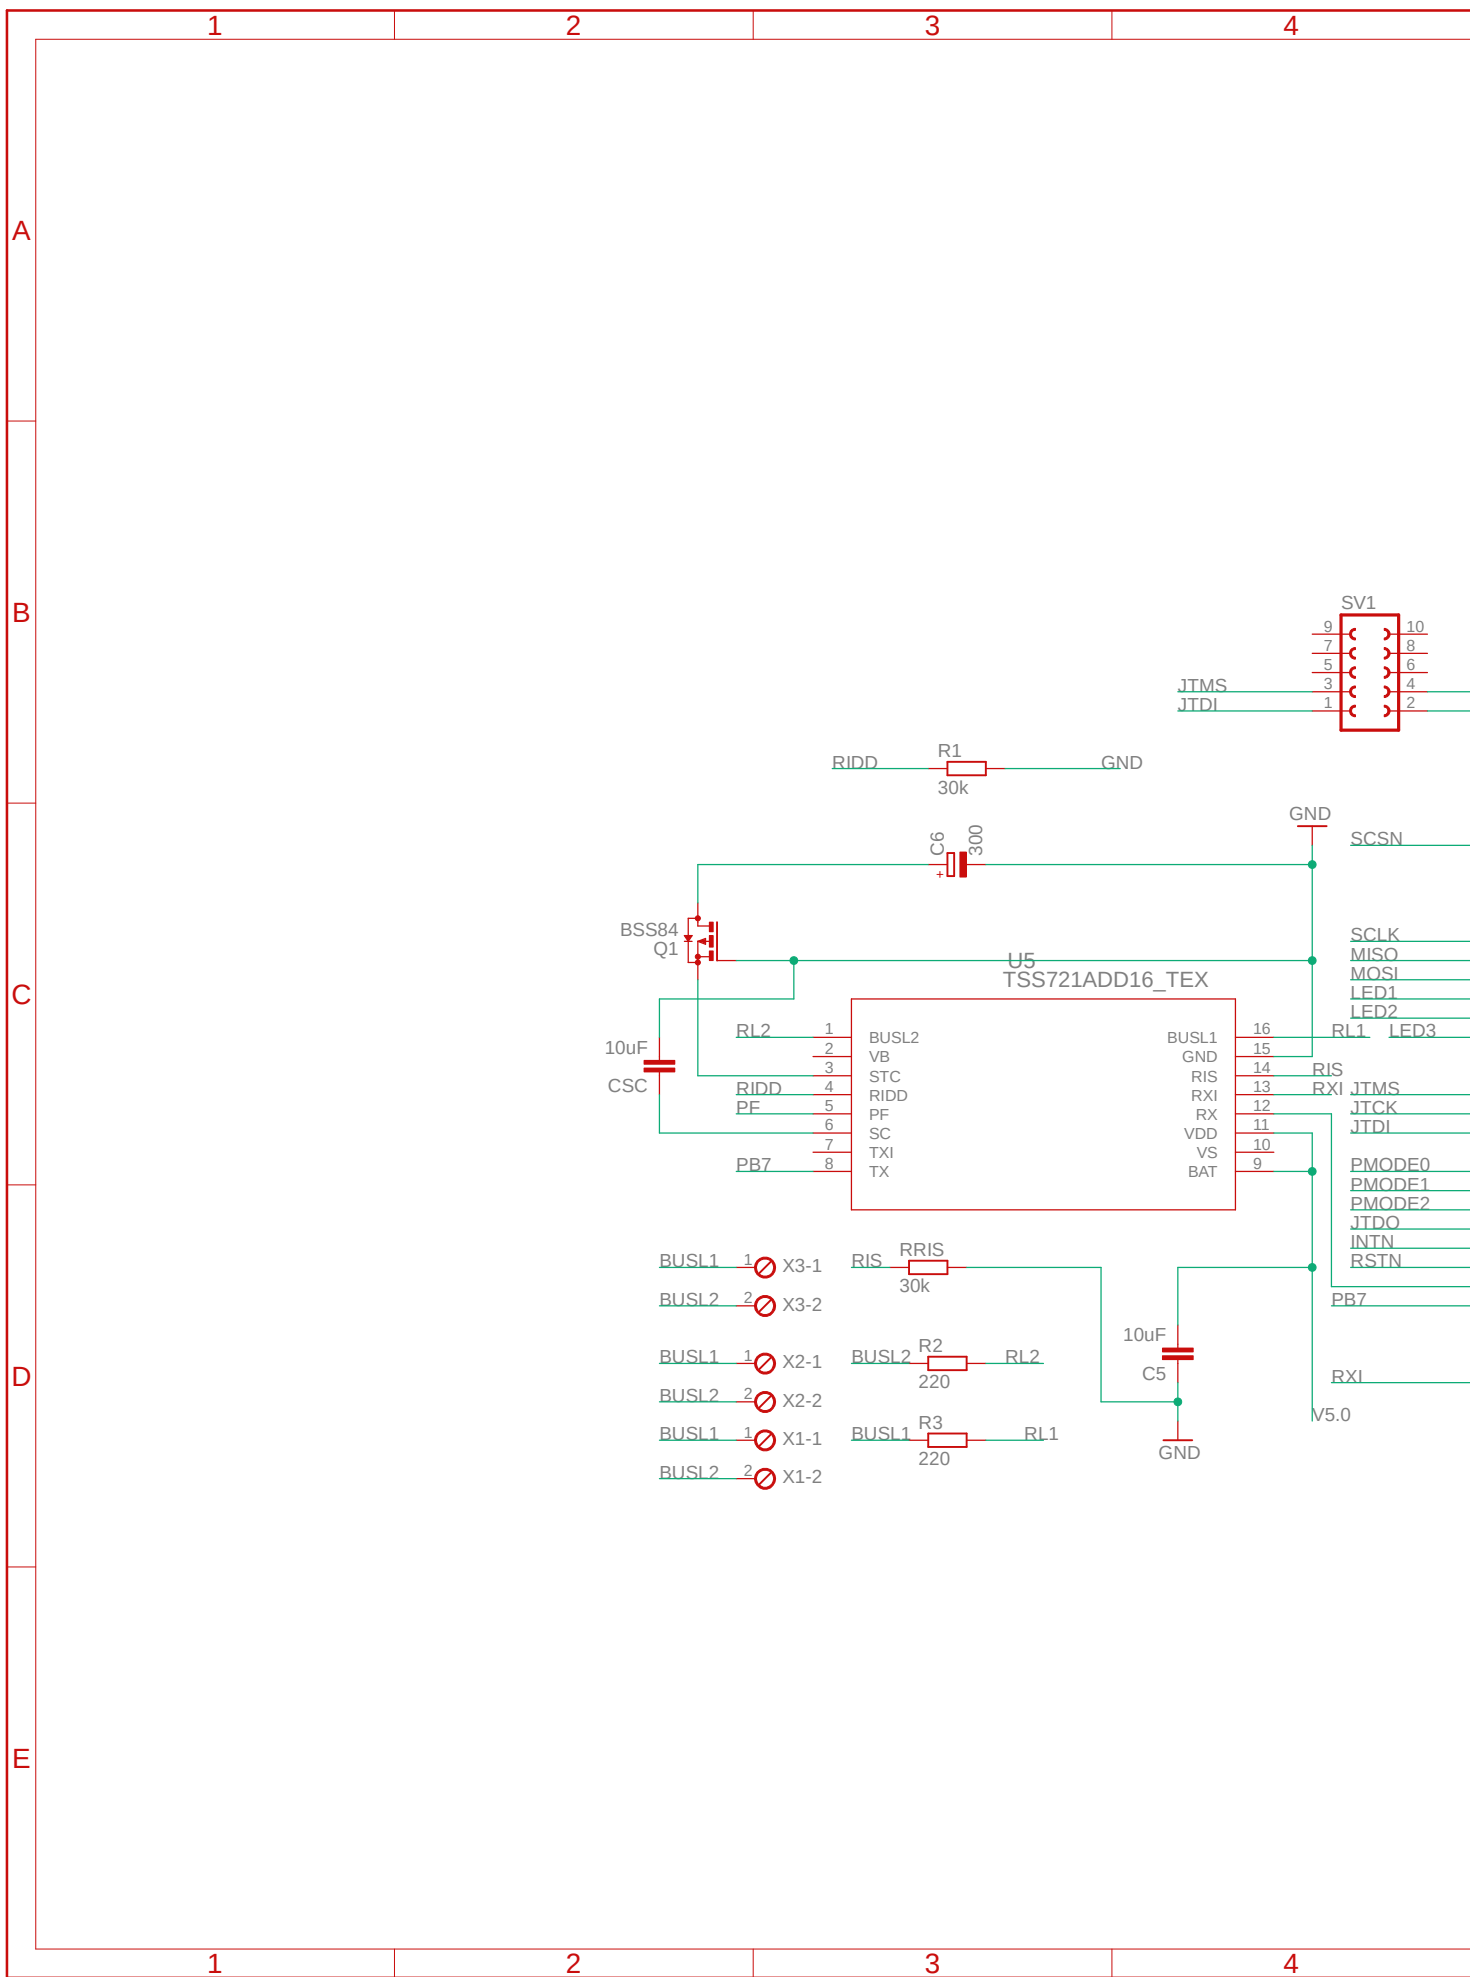 1 2 3 4
A
B
C
D
E
SV1
9 10
7 8
5 6
JTMS 3 4
JTDI 1 2
R1
RIDD GND
30k
GND
C6 300
+
SCSN
BSS84
Q1
SCLK
MISO
MOSI
LED1
LED2
U5
TSS721ADD16_TEX
RL2 1 BUSL2 BUSL1 16 RL1 LED3
2 VB GND 15
3 STC RIS 14 RIS
RIDD 4 RIDD RXI 13 RXI JTMS
PF 5 PF RX 12 JTCK
6 SC VDD 11 JTDI
7 TXI VS 10
PB7 8 TX BAT 9 PMODE0
10uF
CSC
PMODE1
PMODE2
JTDO
INTN
RSTN
PB7
RXI
V5.0
BUSL1 1 X3-1
BUSL2 2 X3-2
BUSL1 1 X2-1
BUSL2 2 X2-2
BUSL1 1 X1-1
BUSL2 2 X1-2
RRIS
RIS
30k
R2
BUSL2 RL2
220
R3
BUSL1 RL1
220
10uF
C5
GND
1 2 3 4